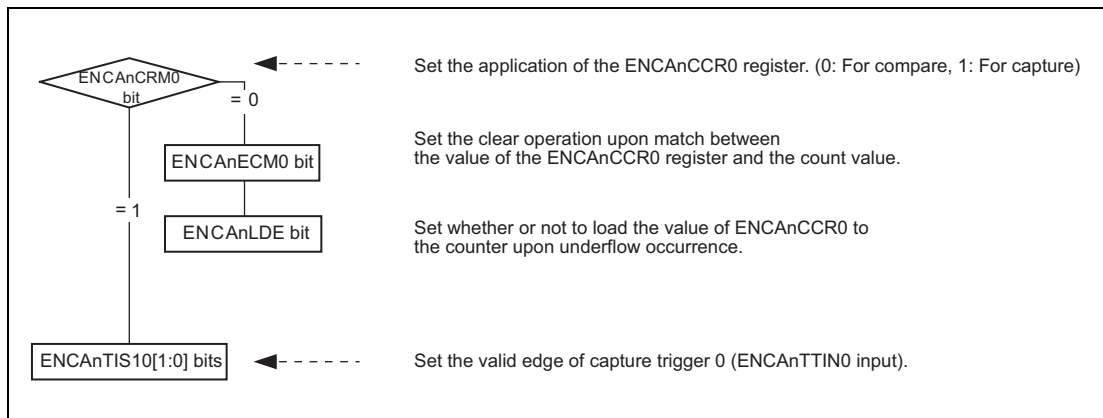 ENCAnCRM0
bit
Set the application of the ENCAnCCR0 register. (0: For compare, 1: For capture)
= 0
ENCAnECM0 bit
Set the clear operation upon match between
the value of the ENCAnCCR0 register and the count value.
= 1
ENCAnLDE bit
Set whether or not to load the value of ENCAnCCR0 to
the counter upon underflow occurrence.
ENCAnTIS10[1:0] bits
Set the valid edge of capture trigger 0 (ENCAnTTIN0 input).